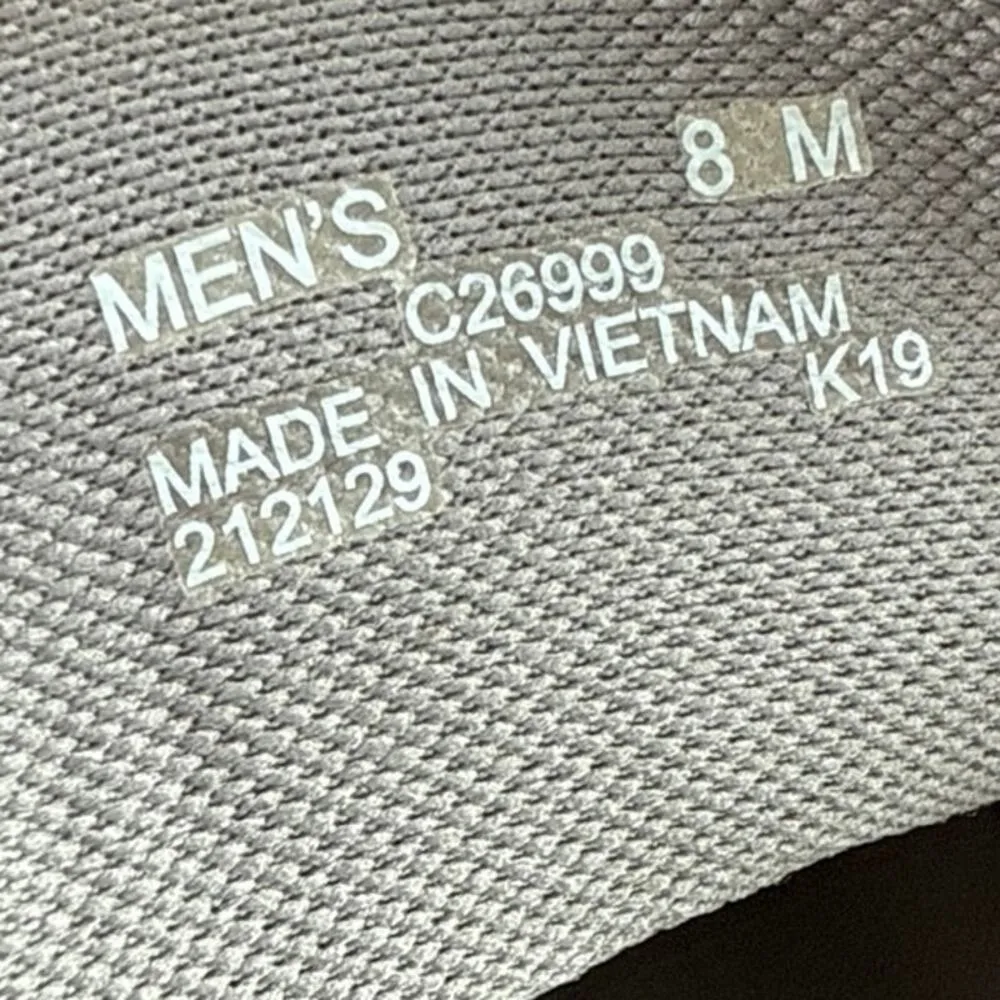 8 M
MEN'S
C26999
MADE IN VIETNAM
K19
212129